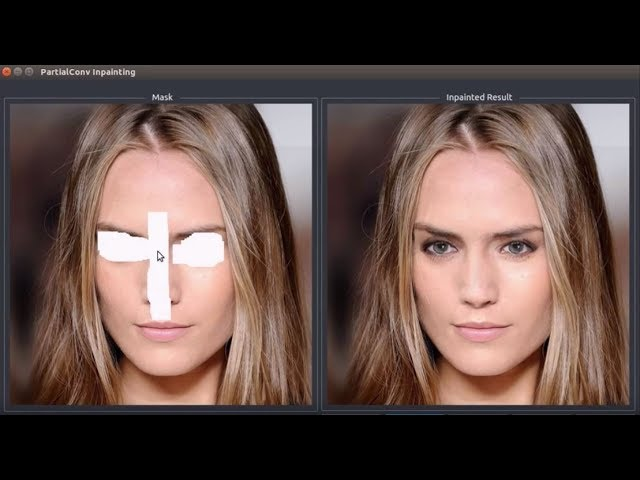 PartialConv Inpainting
Mask
Inpainted Result